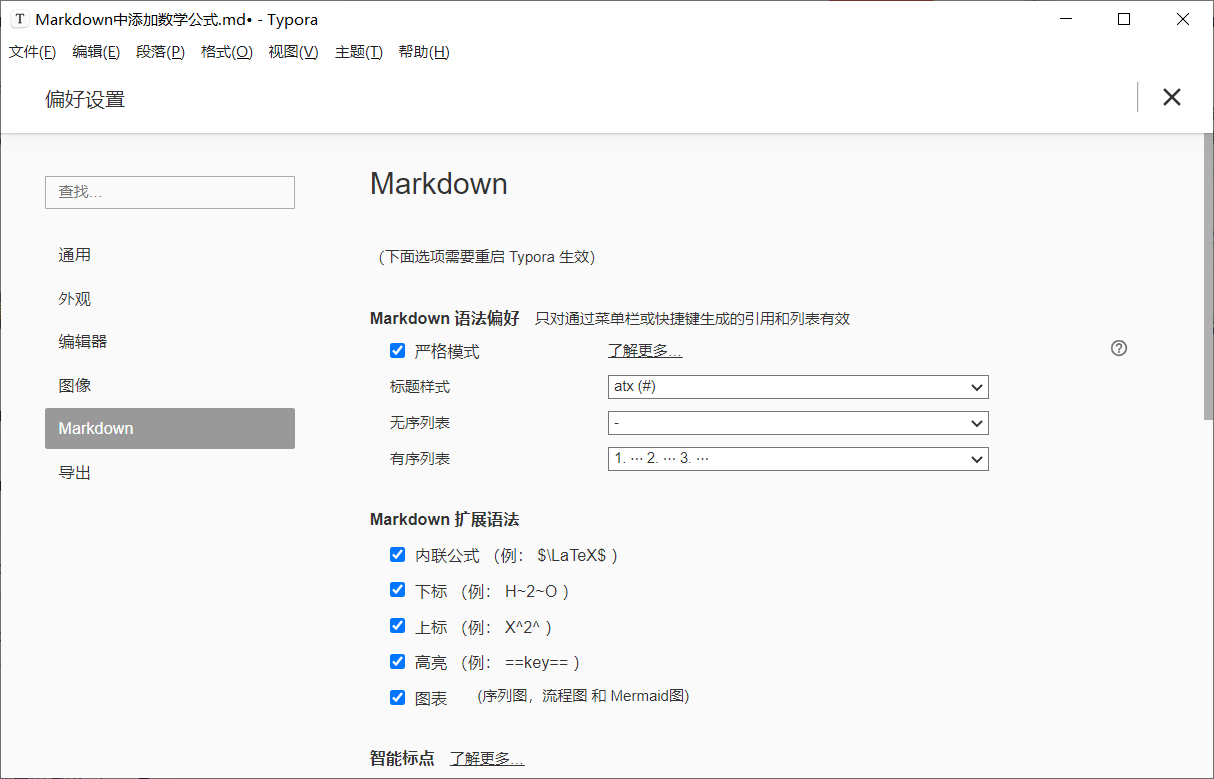 T Markdown中添加数学公式.md• - Typora
文件(F) 编辑(E) 段落(P) 格式(O) 视图(V) 主题(T) 帮助(H)
偏好设置
查找...
通用
外观
编辑器
图像
Markdown
导出
Markdown
(下面选项需要重启 Typora 生效)
Markdown 语法偏好 只对通过菜单栏或快捷键生成的引用和列表有效
严格模式 了解更多...
标题样式 atx (#)
无序列表 -
有序列表 1. ··· 2. ··· 3. ···
Markdown 扩展语法
内联公式 (例: $\LaTeX$ )
下标 (例: H~2~O )
上标 (例: X^2^ )
高亮 (例: ==key== )
图表 (序列图，流程图 和 Mermaid图)
智能标点 了解更多...